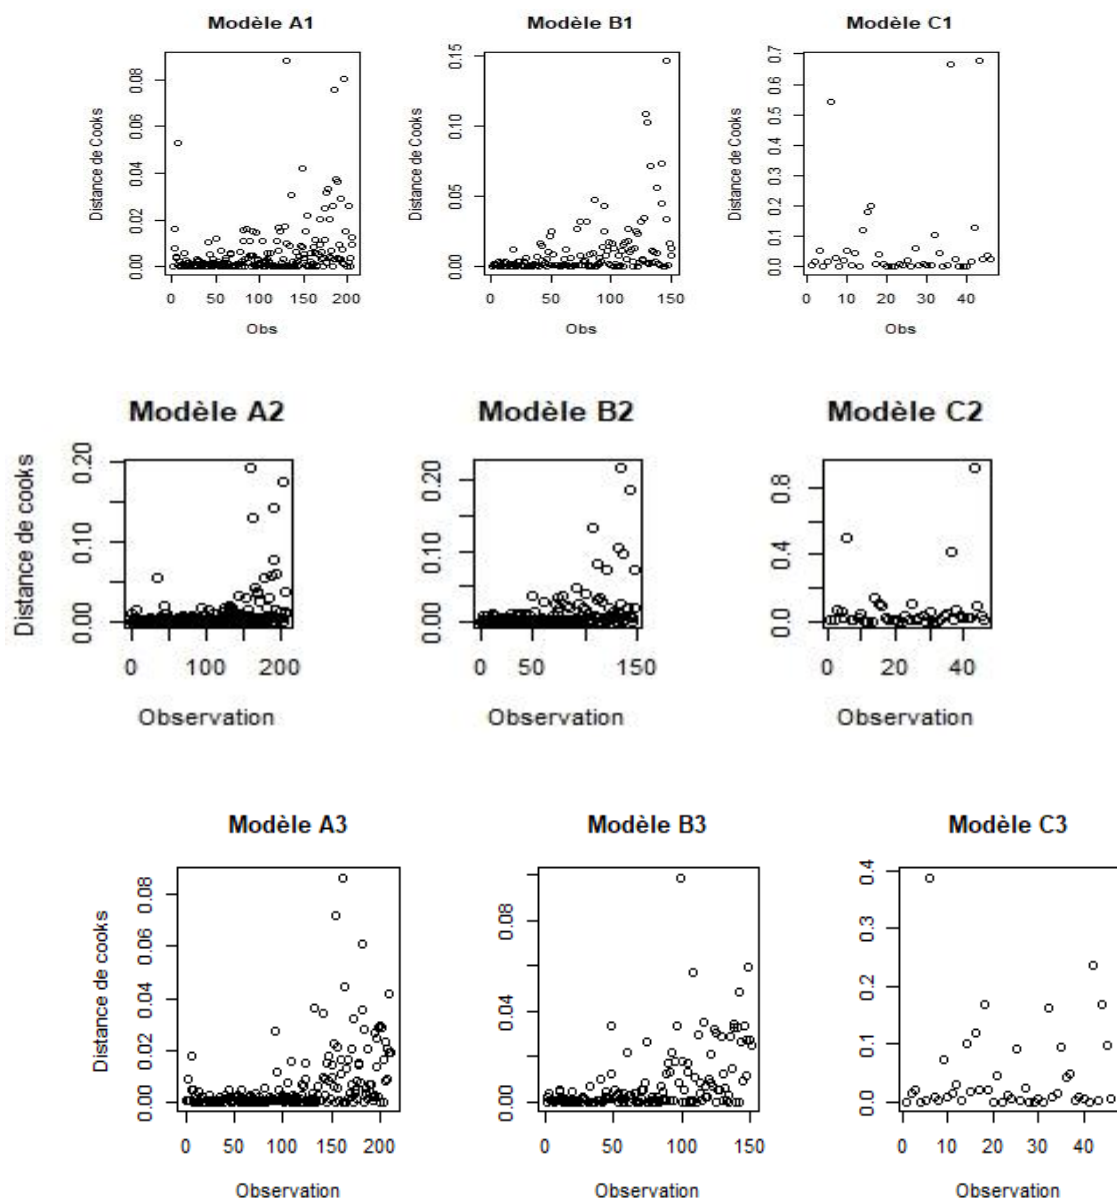 Modèle A1 Modèle B1 Modèle C1
Distance de Cooks Distance de Cooks Distance de Cooks
0.00 0.02 0.04 0.06 0.08
0.00 0.05 0.10 0.15
0.0 0.1 0.2 0.3 0.4 0.5 0.6 0.7
0 50 100 150 200 0 50 100 150 0 10 20 30 40
Obs Obs Obs
Modèle A2 Modèle B2 Modèle C2
Distance de cooks
0.00 0.10 0.20
0.00 0.10 0.20
0.0 0.4 0.8
0 100 200 0 50 150 0 20 40
Observation Observation Observation
Modèle A3 Modèle B3 Modèle C3
Distance de cooks
0.00 0.02 0.04 0.06 0.08
0.00 0.04 0.08
0.0 0.1 0.2 0.3 0.4
0 50 100 150 200 0 50 100 150 0 10 20 30 40
Observation Observation Observation